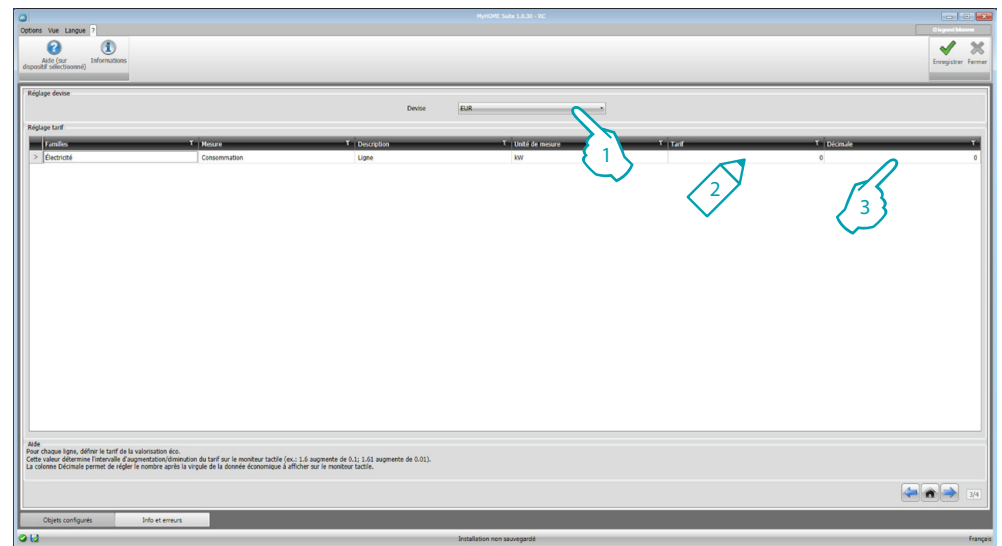 MyHOME Suite 1.0.30 - RC
Options Vue Langue ?
Aide (sur dispositif sélectionné)
Informations
Enregistrer Fermer
Réglage devise
Devise EUR
Réglage tarif
Familles Mesure Description Unité de mesure Tarif Décimale
> Électricité Consommation Ligne kW 0 0
1
2
3
Aide
Pour chaque ligne, définir le tarif de la valorisation éco.
Cette valeur détermine l'intervalle d'augmentation/diminution du tarif sur le moniteur tactile (ex.: 1.6 augmente de 0.1; 1.61 augmente de 0.01).
La colonne Décimale permet de régler le nombre après la virgule de la donnée économique à afficher sur le moniteur tactile.
3/4
Objets configurés Info et erreurs
Installation non sauvegardé Français